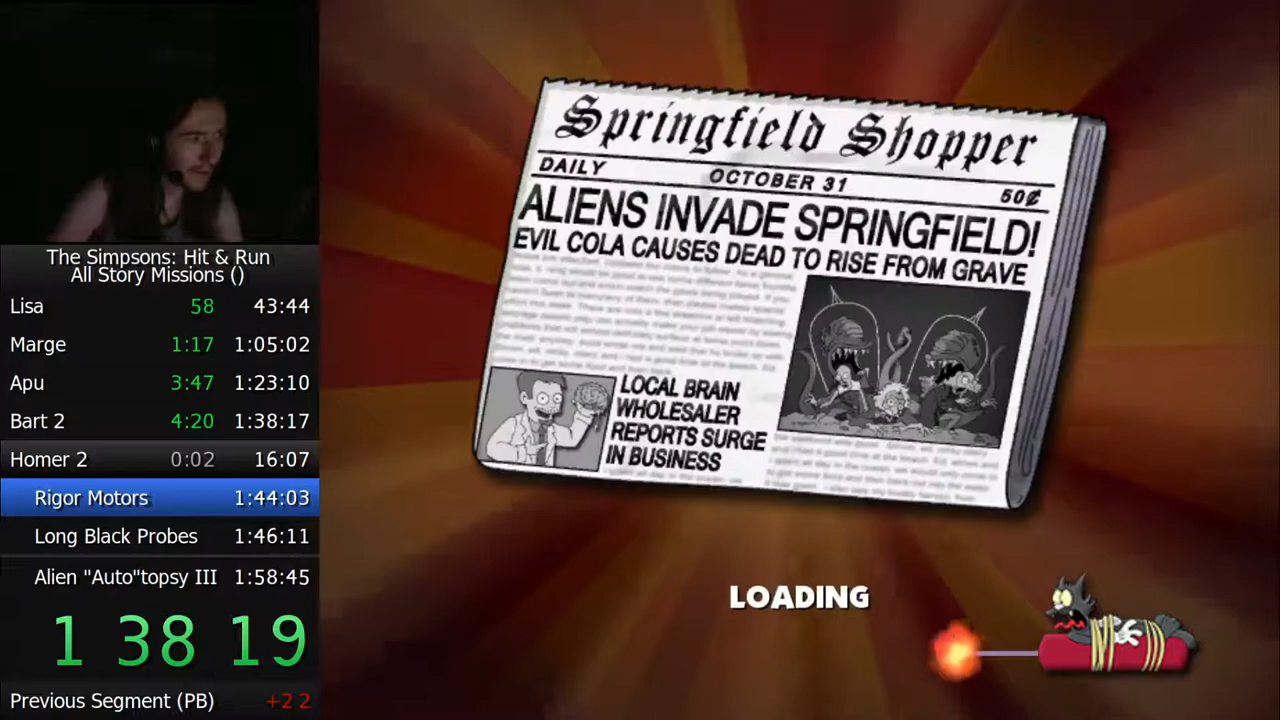 The Simpsons: Hit & Run
All Story Missions ()
Lisa 58 43:44
Marge 1:17 1:05:02
Apu 3:47 1:23:10
Bart 2 4:20 1:38:17
Homer 2 0:02 16:07
Rigor Motors 1:44:03
Long Black Probes 1:46:11
Alien "Auto"topsy III 1:58:45
1 38 19
Previous Segment (PB) +2 2
Springfield Shopper
DAILY OCTOBER 31 50¢
ALIENS INVADE SPRINGFIELD!
EVIL COLA CAUSES DEAD TO RISE FROM GRAVE
LOCAL BRAIN
WHOLESALER
REPORTS SURGE
IN BUSINESS
LOADING